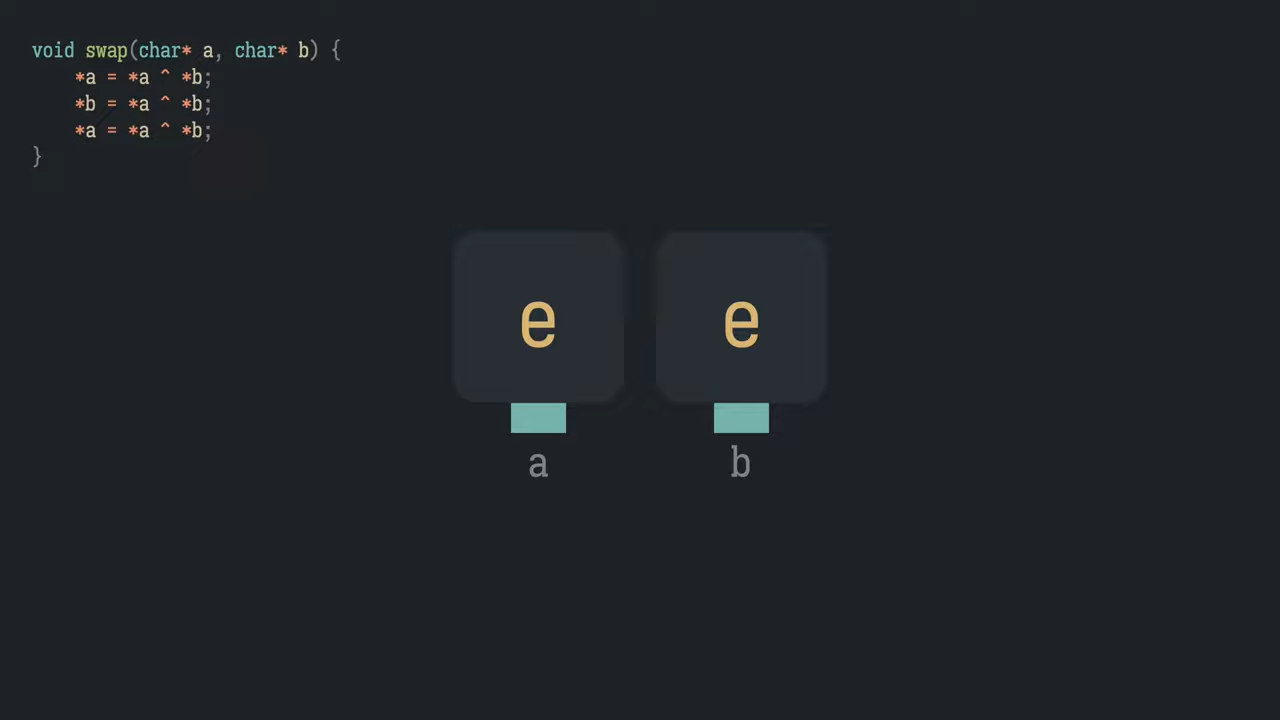 void swap(char* a, char* b) {
    *a = *a ^ *b;
    *b = *a ^ *b;
    *a = *a ^ *b;
}
e e
a b